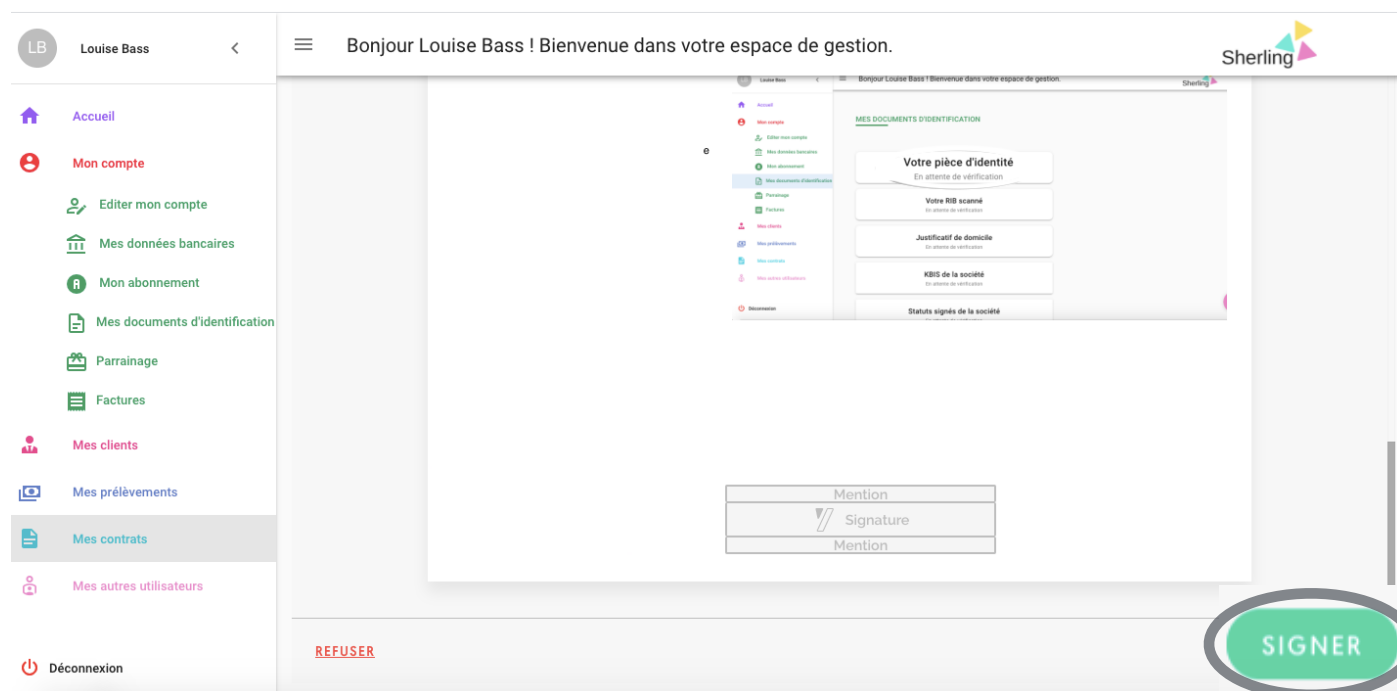 LB
Louise Bass
Bonjour Louise Bass ! Bienvenue dans votre espace de gestion.
Sherling
Accueil
Mon compte
Editer mon compte
Mes données bancaires
A
Mon abonnement
Mes documents d'identification
Parrainage
Factures
Mes clients
Mes prélèvements
Mes contrats
Mes autres utilisateurs
Déconnexion
LB
Louise Bass
Bonjour Louise Bass ! Bienvenue dans votre espace de gestion.
Sherling
Accueil
Mon compte
Editer mon compte
Mes données bancaires
Mon abonnement
Mes documents d'identification
Parrainage
Factures
Mes clients
Mes prélèvements
Mes contrats
Mes autres utilisateurs
Déconnexion
e
MES DOCUMENTS D'IDENTIFICATION
Votre pièce d'identité
En attente de vérification
Votre RIB scanné
En attente de vérification
Justificatif de domicile
En attente de vérification
KBIS de la société
En attente de vérification
Statuts signés de la société
Mention
Signature
Mention
REFUSER
SIGNER